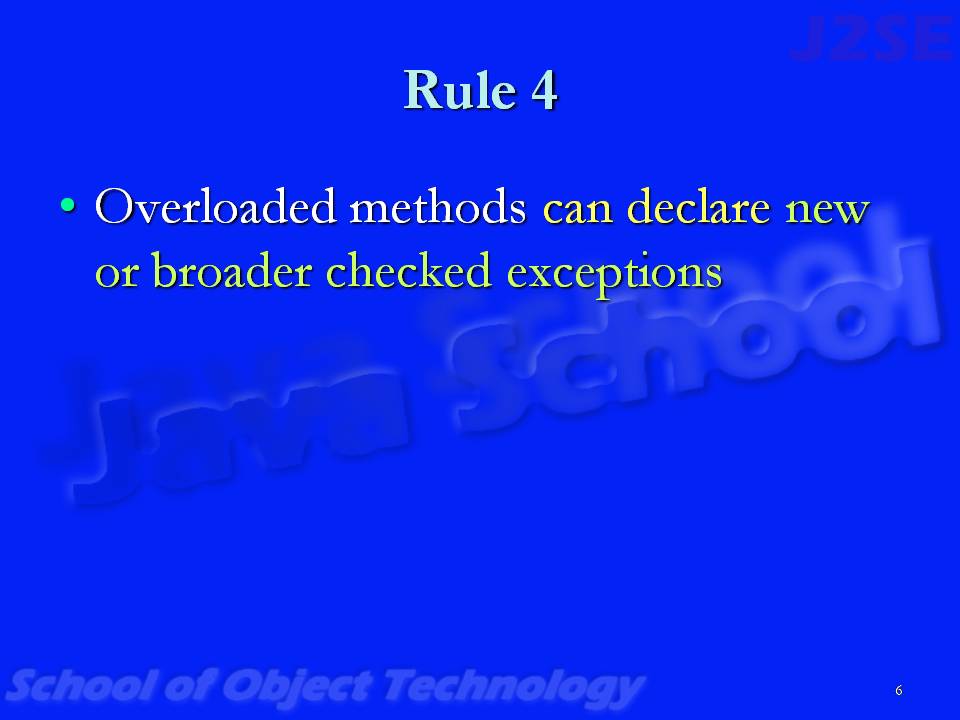 J2SE
Rule 4
• Overloaded methods can declare new
or broader checked exceptions
Java School
School of Object Technology
6